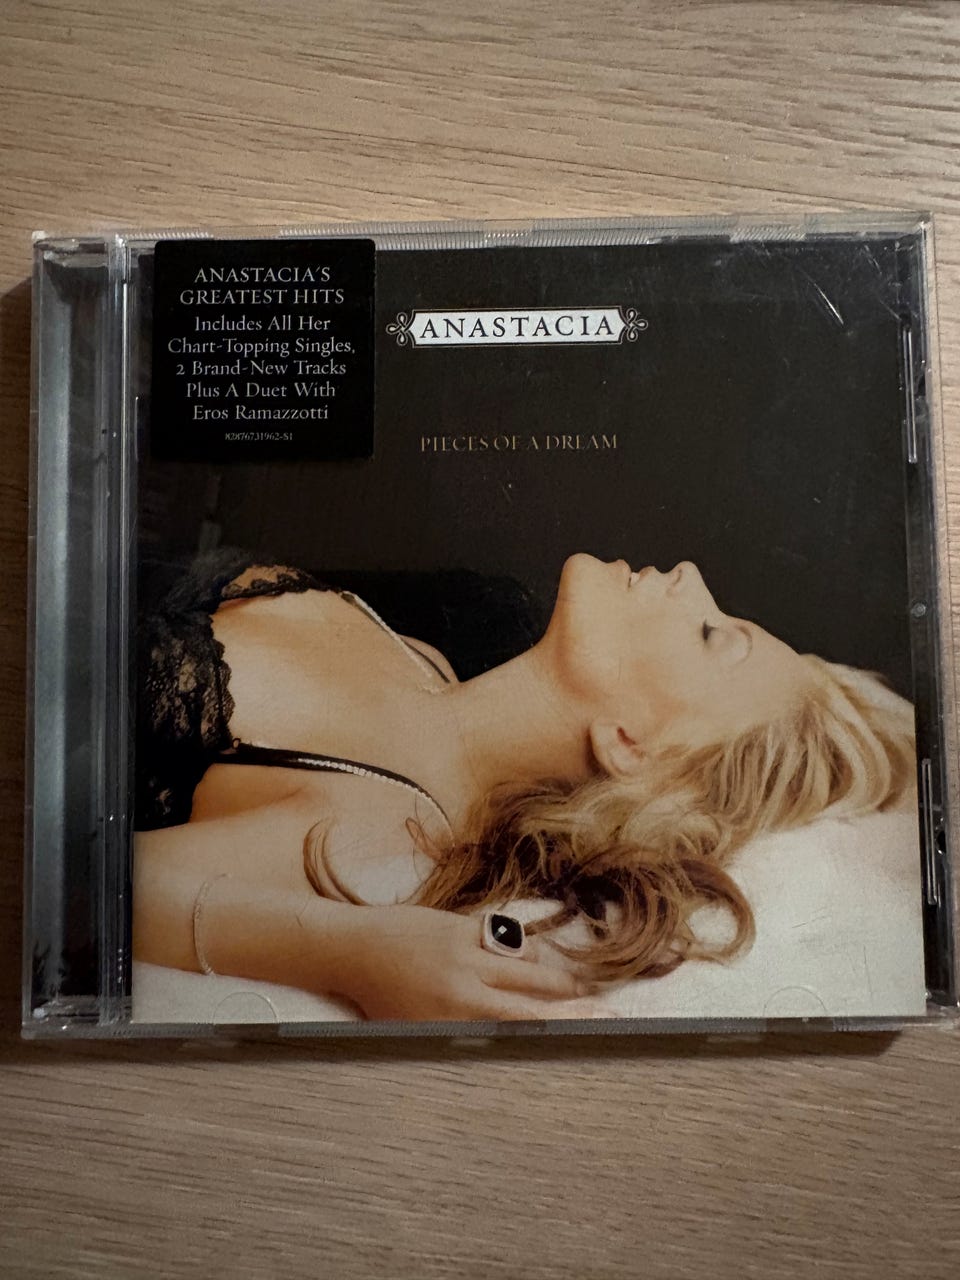 ANASTACIA'S
GREATEST HITS
Includes All Her
Chart-Topping Singles,
2 Brand-New Tracks
Plus A Duet With
Eros Ramazzotti
82876731962-S1
ANASTACIA
PIECES OF A DREAM